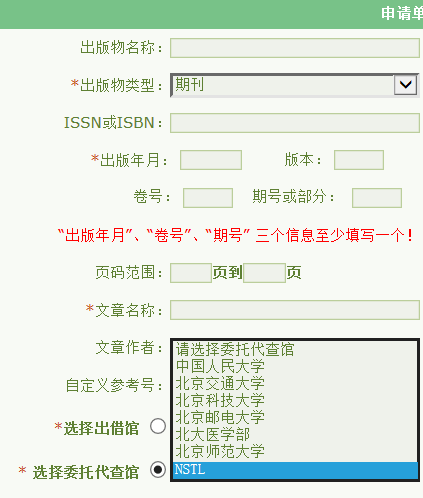 申请单
出版物名称：
*出版物类型： 期刊
ISSN或ISBN：
*出版年月： 版本：
卷号： 期号或部分：
“出版年月”、“卷号”、“期号” 三个信息至少填写一个！
页码范围： 页到 页
*文章名称：
文章作者：
请选择委托代查馆
中国人民大学
北京交通大学
自定义参考号：
北京科技大学
北京邮电大学
*选择出借馆
北大医学部
北京师范大学
* 选择委托代查馆
NSTL